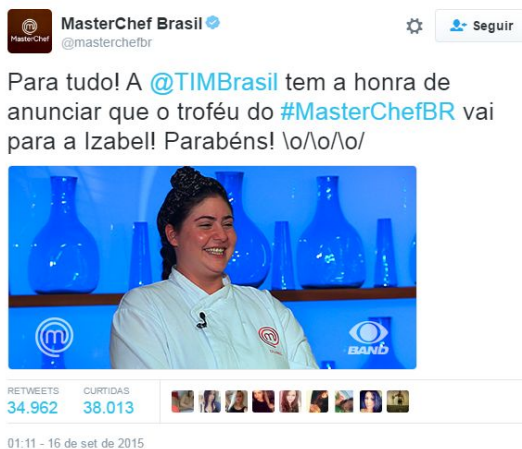 MasterChef Brasil
@masterchefbr
Seguir
MasterChef
Para tudo! A @TIMBrasil tem a honra de
anunciar que o troféu do #MasterChefBR vai
para a Izabel! Parabéns! \o/\o/\o/
BAND
RETWEETS
34.962
CURTIDAS
38.013
01:11 - 16 de set de 2015